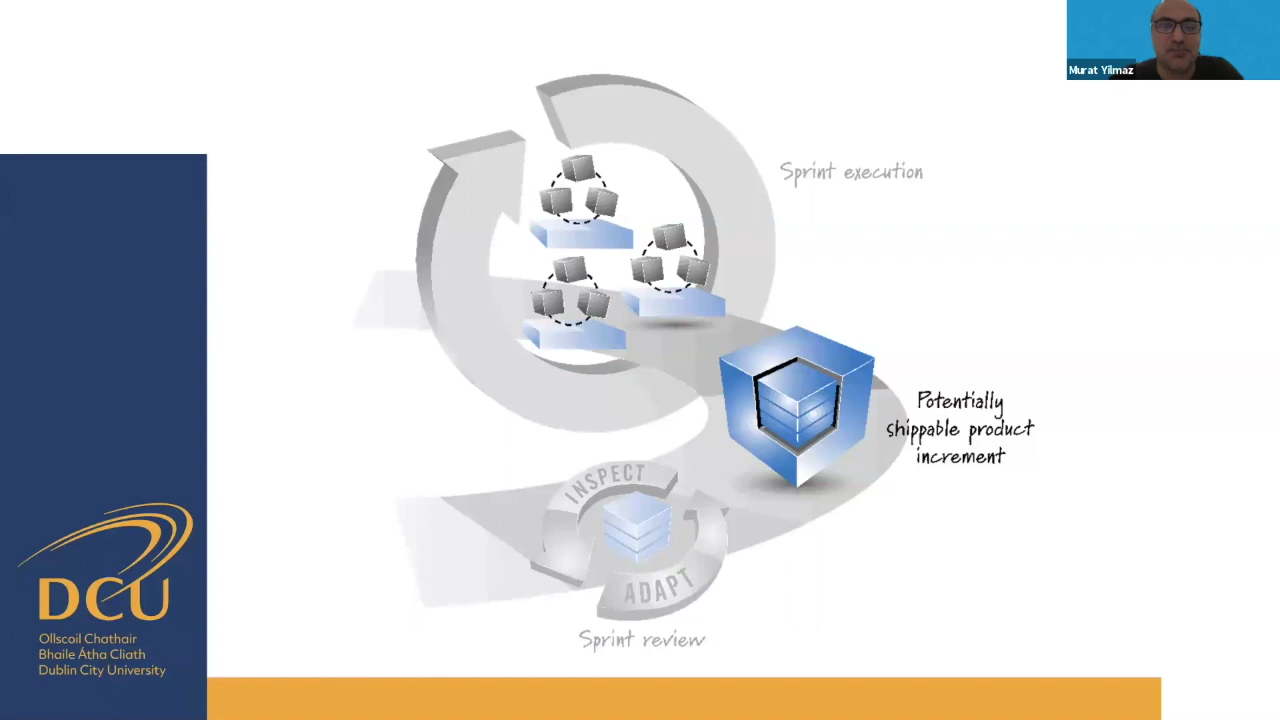 Murat Yilmaz
Sprint execution
Potentially
shippable product
increment
INSPECT
ADAPT
Sprint review
DCU
Ollscoil Chathair
Bhaile Átha Cliath
Dublin City University